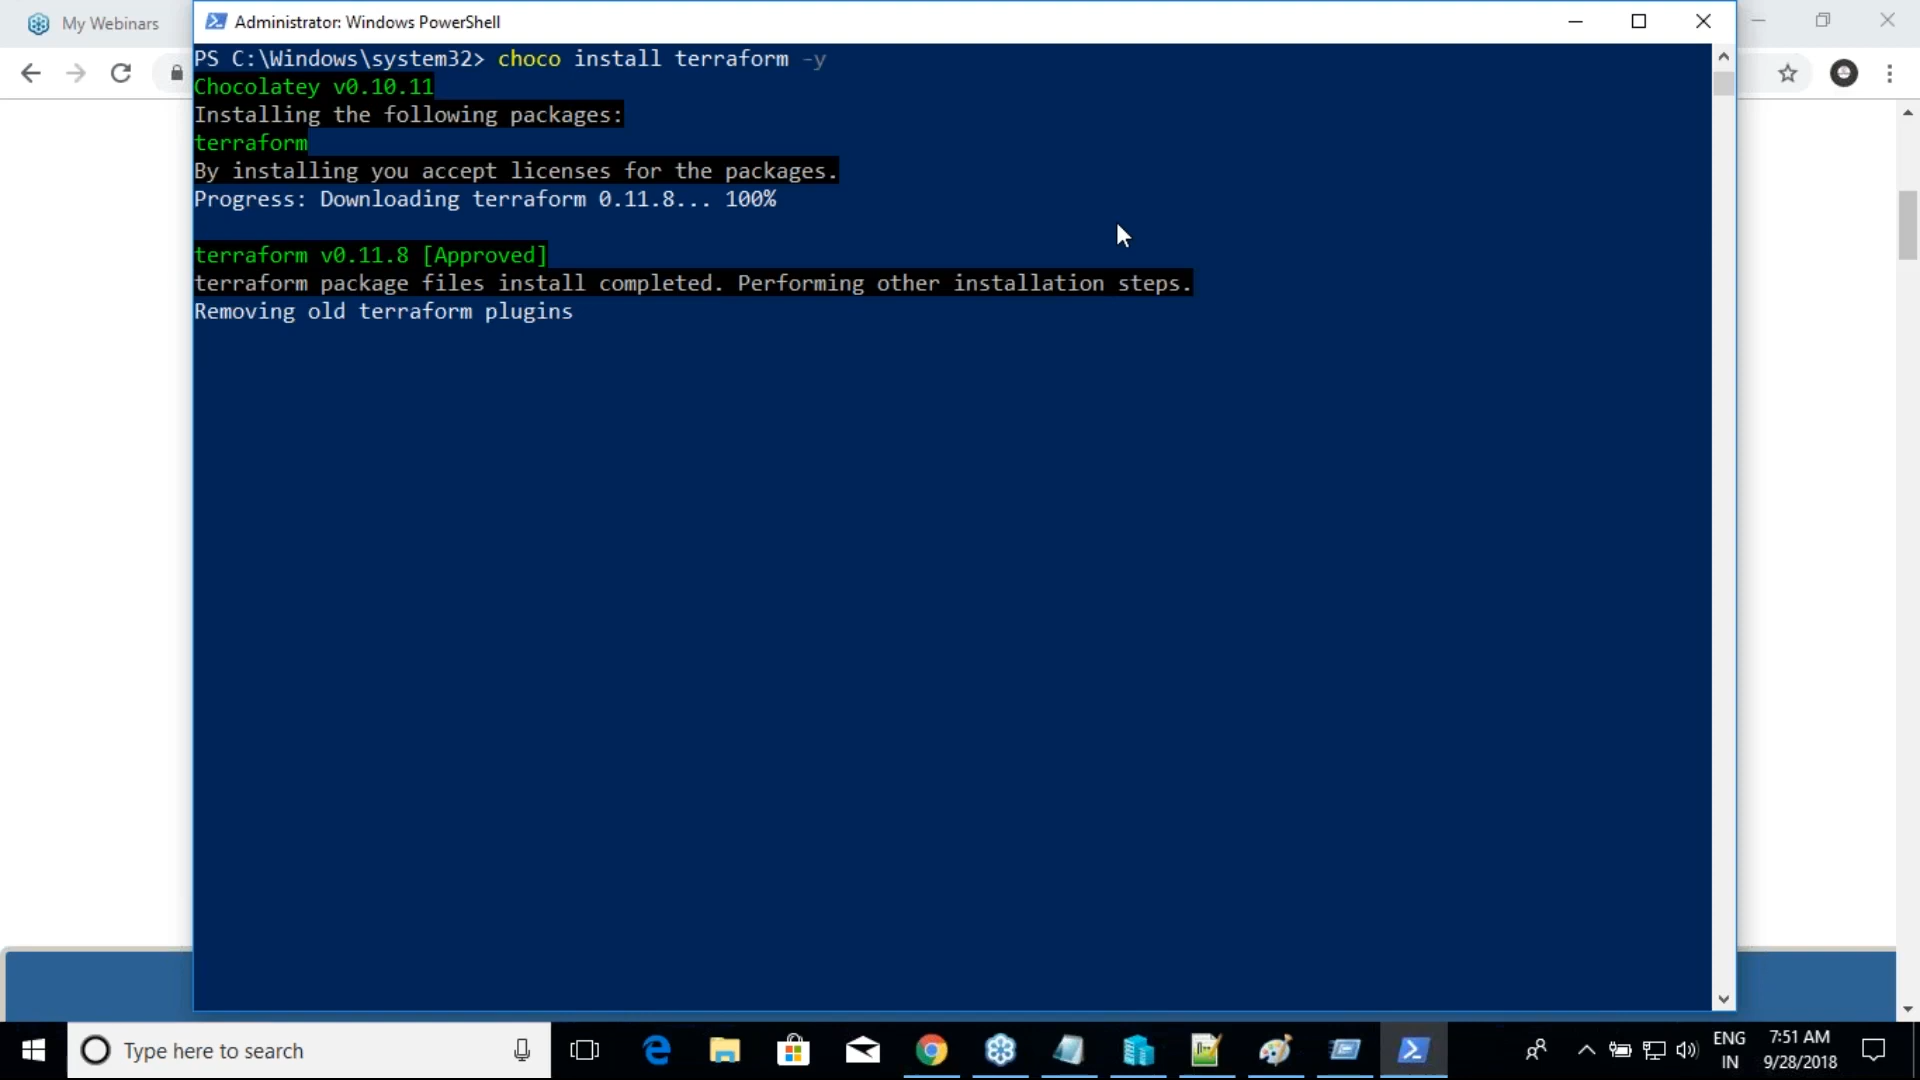 My Webinars
Administrator: Windows PowerShell
PS C:\Windows\system32> choco install terraform -y
Chocolatey v0.10.11
Installing the following packages:
terraform
By installing you accept licenses for the packages.
Progress: Downloading terraform 0.11.8... 100%
terraform v0.11.8 [Approved]
terraform package files install completed. Performing other installation steps.
Removing old terraform plugins
Type here to search
ENG
IN
7:51 AM
9/28/2018